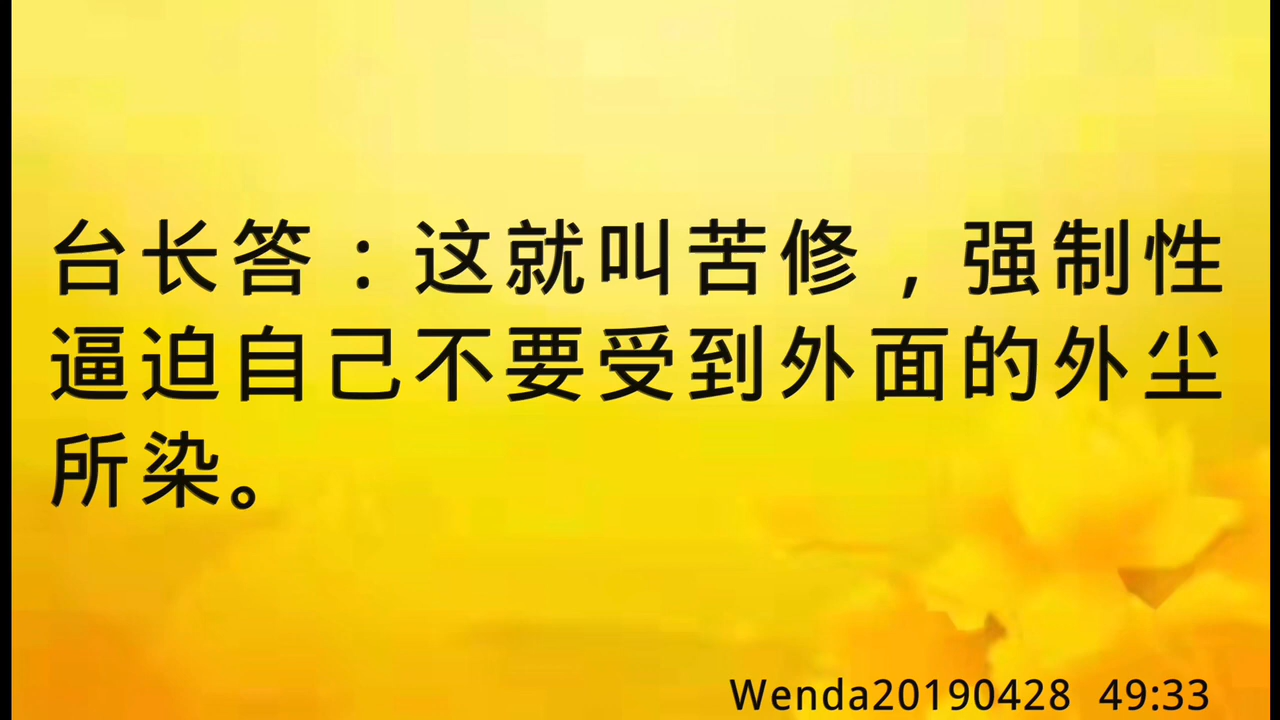 台长答：这就叫苦修，强制性
逼迫自己不要受到外面的外尘
所染。
Wenda20190428 49:33